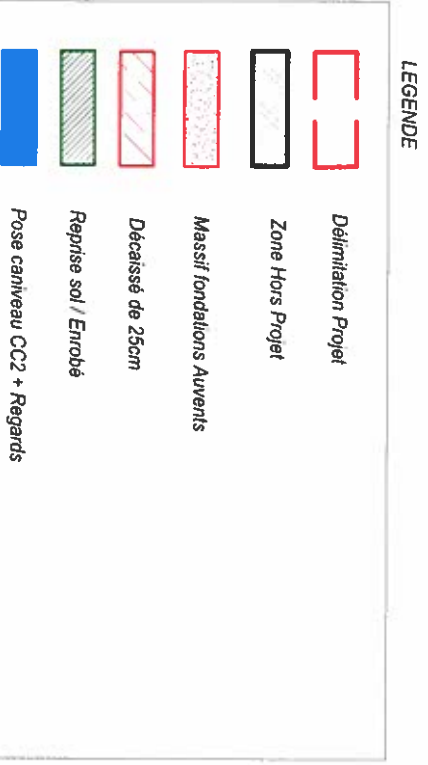 LEGENDE
Délimitation Projet
Zone Hors Projet
Massif fondations Auvents
Décaissé de 25cm
Reprise sol / Enrobé
Pose caniveau CC2 + Regards